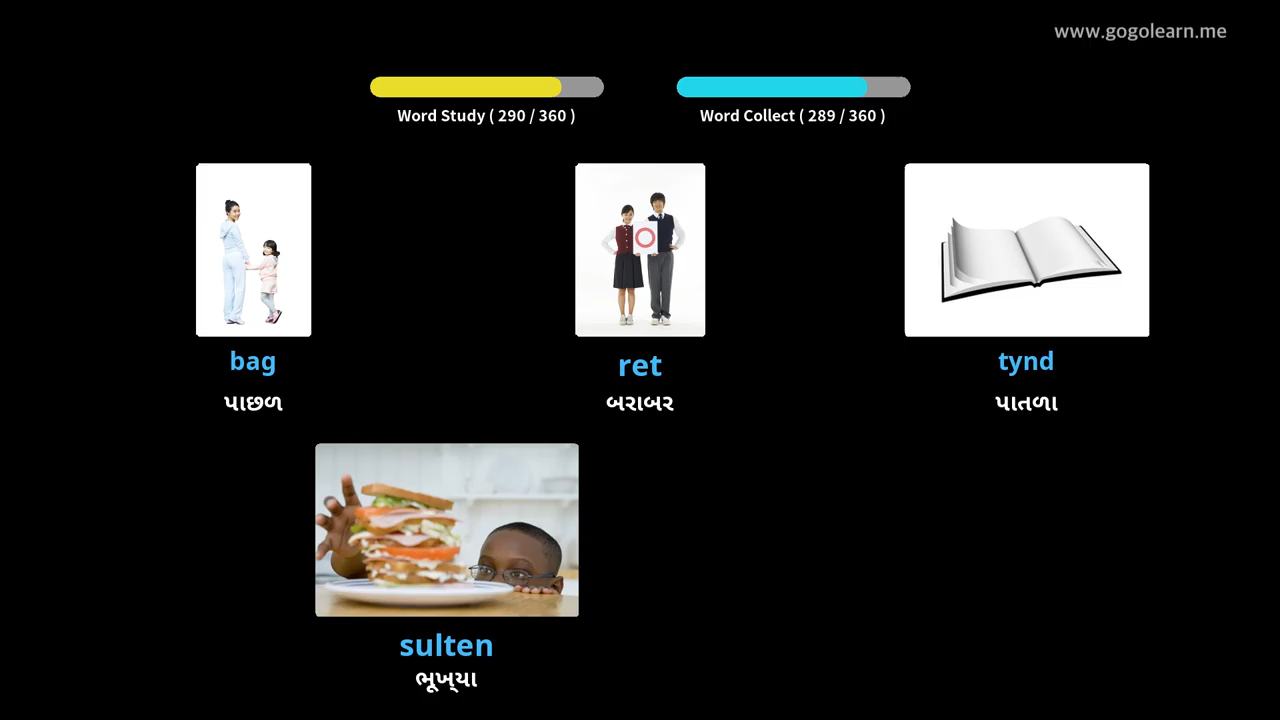 www.gogolearn.me
Word Study ( 290 / 360 )
Word Collect ( 289 / 360 )
bag
ret
tynd
પાછળ
બરાબર
પાતળા
sulten
ભૂખ્યા